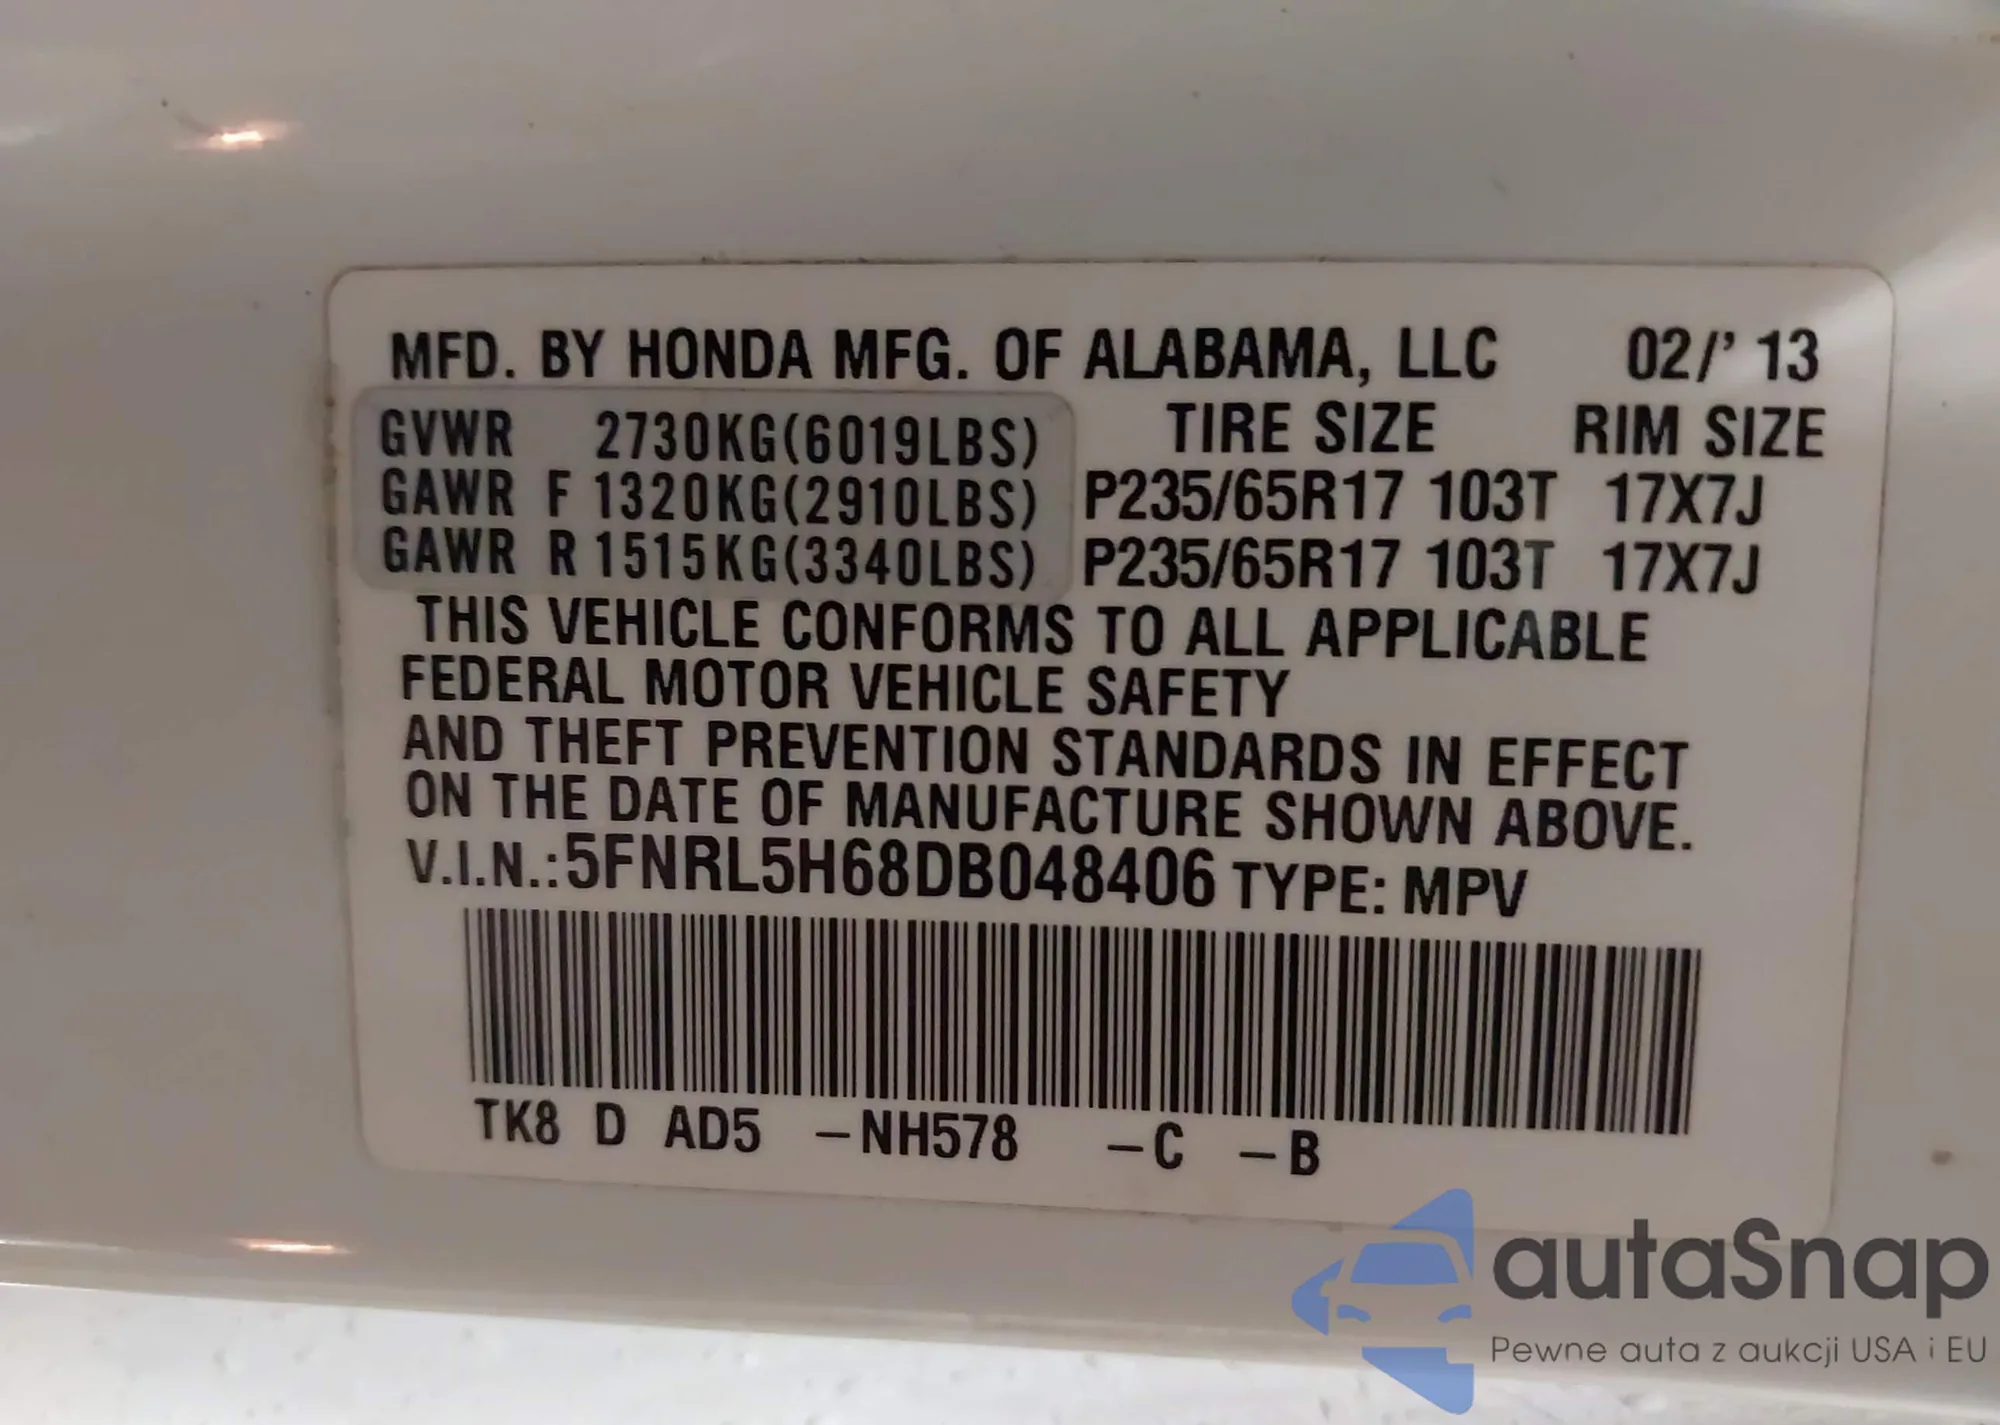 MFD. BY HONDA MFG. OF ALABAMA, LLC 02/' 13
GVWR 2730KG(6019LBS) TIRE SIZE RIM SIZE
GAWR F 1320KG(2910LBS) P235/65R17 103T 17X7J
GAWR R 1515KG(3340LBS) P235/65R17 103T 17X7J
THIS VEHICLE CONFORMS TO ALL APPLICABLE
FEDERAL MOTOR VEHICLE SAFETY
AND THEFT PREVENTION STANDARDS IN EFFECT
ON THE DATE OF MANUFACTURE SHOWN ABOVE.
V.I.N.:5FNRL5H68DB048406 TYPE: MPV
TK8 D AD5 –NH578 –C –B
autaSnap
Pewne auta z aukcji USA i EU